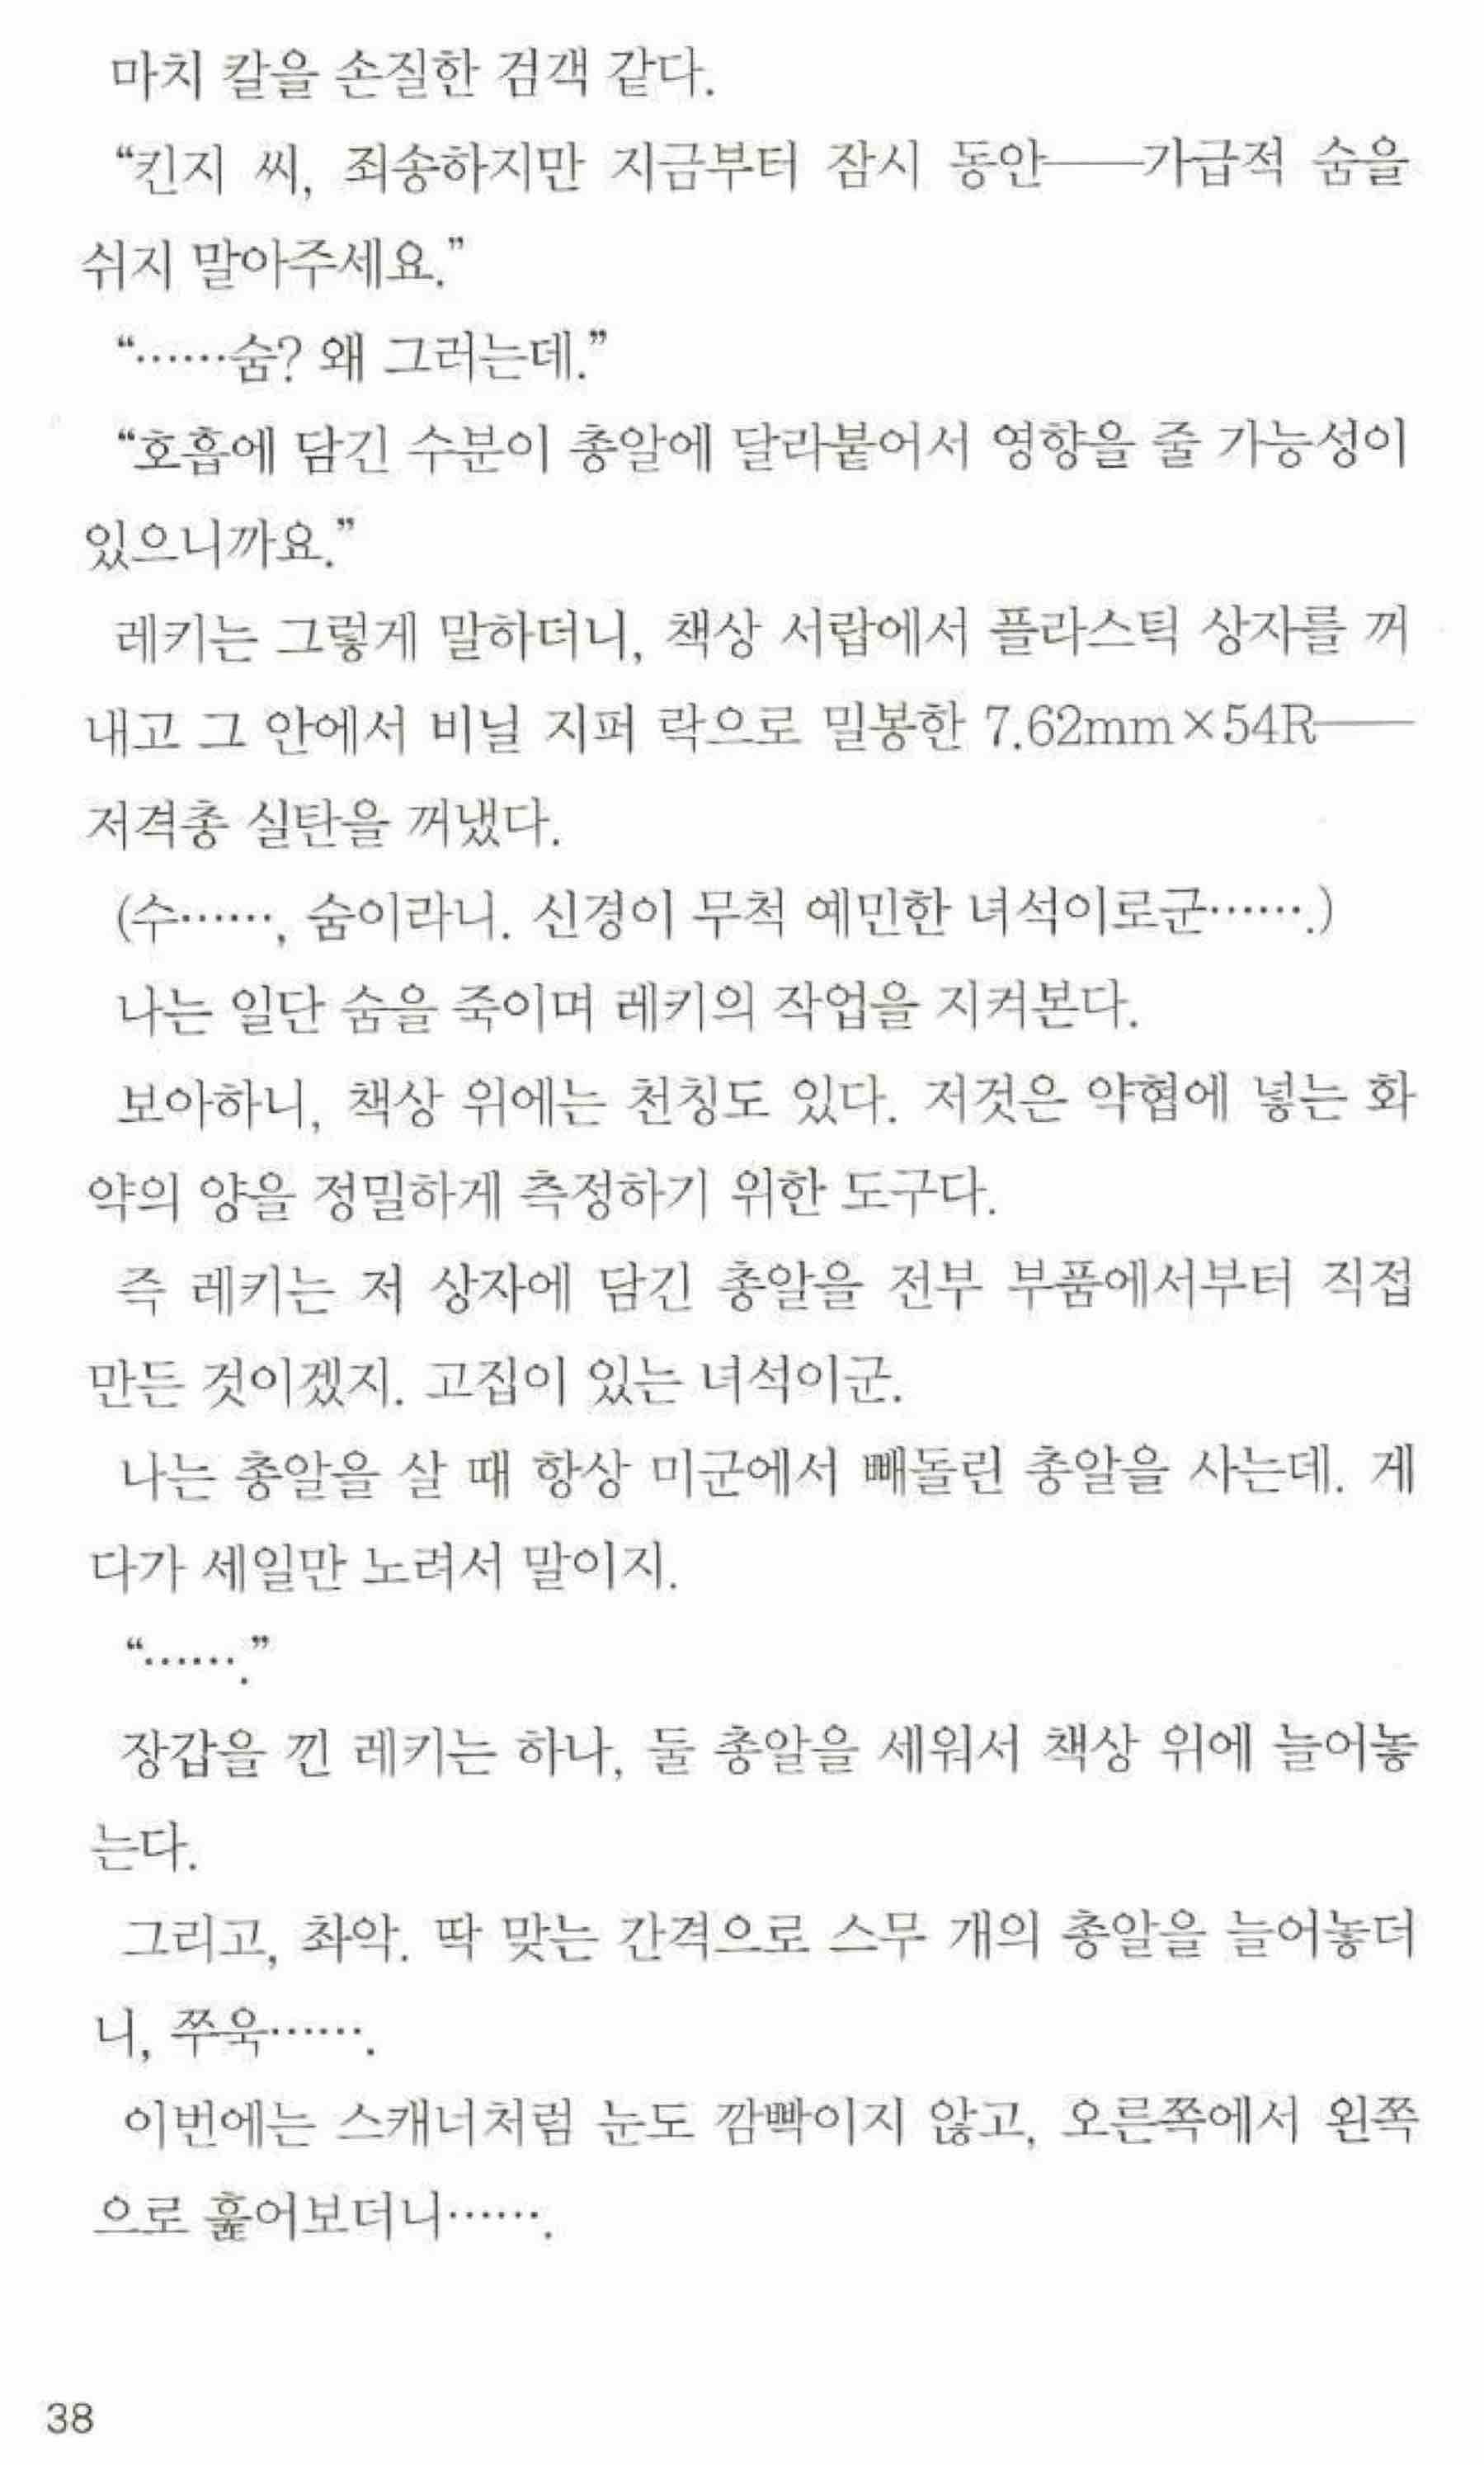 마치 칼을 손질한 검객 같다.
“킨지 씨, 죄송하지만 지금부터 잠시 동안──가급적 숨을
쉬지 말아주세요.”
“……숨? 왜 그러는데.”
“호흡에 담긴 수분이 총알에 달라붙어서 영향을 줄 가능성이
있으니까요.”
레키는 그렇게 말하더니, 책상 서랍에서 플라스틱 상자를 꺼
내고 그 안에서 비닐 지퍼 락으로 밀봉한 7.62mm×54R──
저격총 실탄을 꺼냈다.
(수……, 숨이라니. 신경이 무척 예민한 녀석이로군…….)
나는 일단 숨을 죽이며 레키의 작업을 지켜본다.
보아하니, 책상 위에는 천칭도 있다. 저것은 약협에 넣는 화
약의 양을 정밀하게 측정하기 위한 도구다.
즉 레키는 저 상자에 담긴 총알을 전부 부품에서부터 직접
만든 것이겠지. 고집이 있는 녀석이군.
나는 총알을 살 때 항상 미군에서 빼돌린 총알을 사는데. 게
다가 세일만 노려서 말이지.
“…….”
장갑을 낀 레키는 하나, 둘 총알을 세워서 책상 위에 늘어놓
는다.
그리고, 촤악. 딱 맞는 간격으로 스무 개의 총알을 늘어놓더
니, 쭈욱…….
이번에는 스캐너처럼 눈도 깜빡이지 않고, 오른쪽에서 왼쪽
으로 훑어보더니…….
38